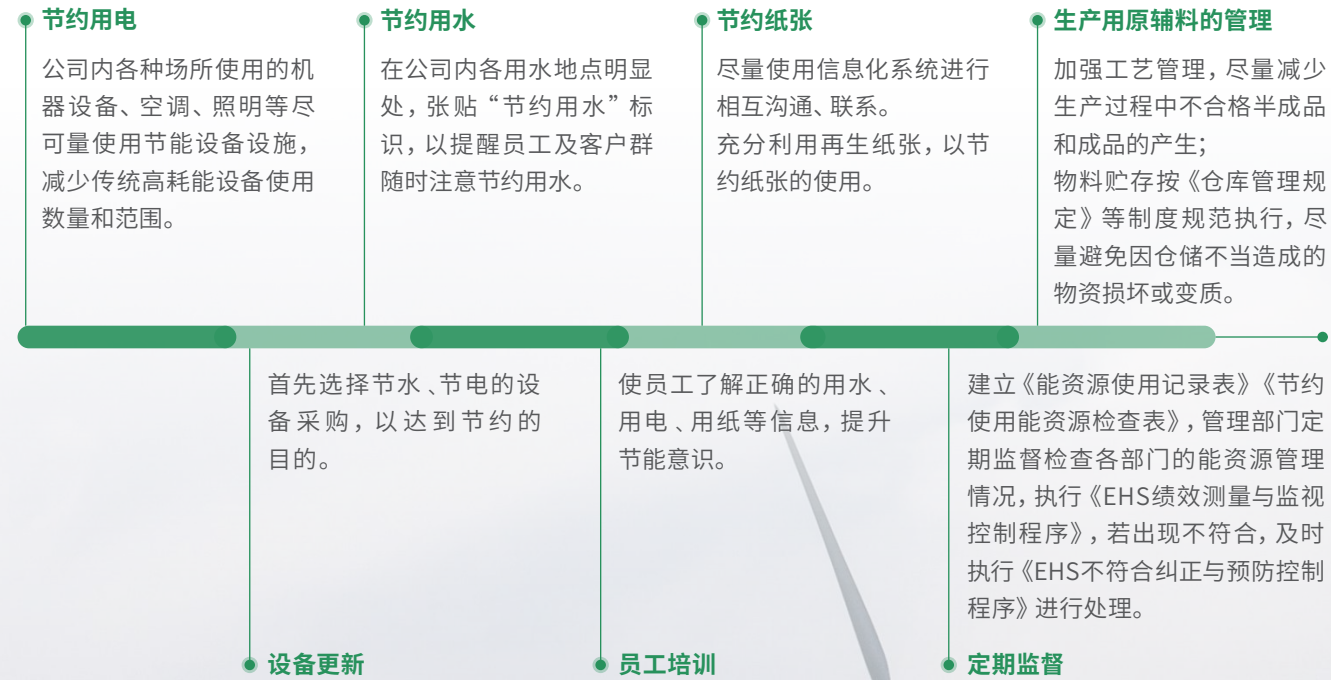 节约用电
公司内各种场所使用的机
器设备、空调、照明等尽
可量使用节能设备设施，
减少传统高耗能设备使用
数量和范围。
节约用水
在公司内各用水地点明显
处，张贴“节约用水”标
识，以提醒员工及客户群
随时注意节约用水。
节约纸张
尽量使用信息化系统进行
相互沟通、联系。
充分利用再生纸张，以节
约纸张的使用。
生产用原辅料的管理
加强工艺管理，尽量减少
生产过程中不合格半成品
和成品的产生；
物料贮存按《仓库管理规
定》等制度规范执行，尽
量避免因仓储不当造成的
物资损坏或变质。
首先选择节水、节电的设
备采购，以达到节约的
目的。
设备更新
使员工了解正确的用水、
用电、用纸等信息，提升
节能意识。
员工培训
建立《能资源使用记录表》《节约
使用能资源检查表》，管理部门定
期监督检查各部门的能资源管理
情况，执行《EHS绩效测量与监视
控制程序》，若出现不符合，及时
执行《EHS不符合纠正与预防控制
程序》进行处理。
定期监督